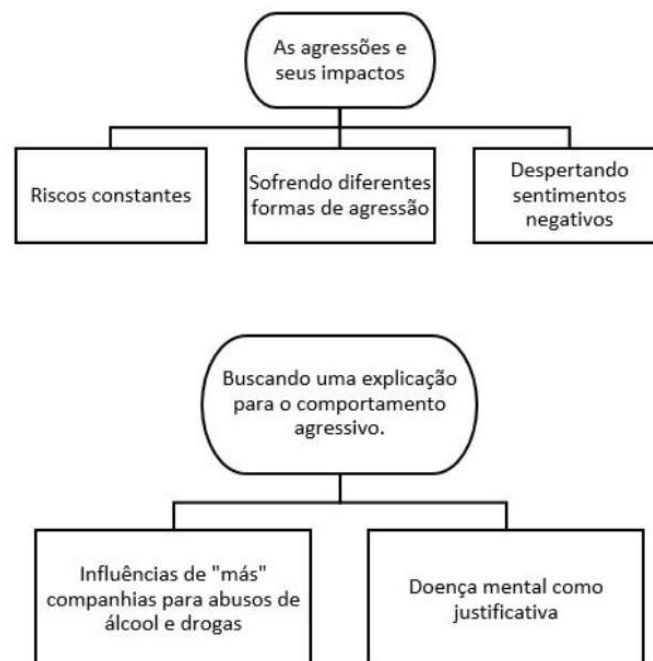 As agressões e
seus impactos
Riscos constantes
Sofrendo diferentes
formas de agressão
Despertando
sentimentos
negativos
Buscando uma explicação
para o comportamento
agressivo.
Influências de "más"
companhias para abusos de
álcool e drogas
Doença mental como
justificativa